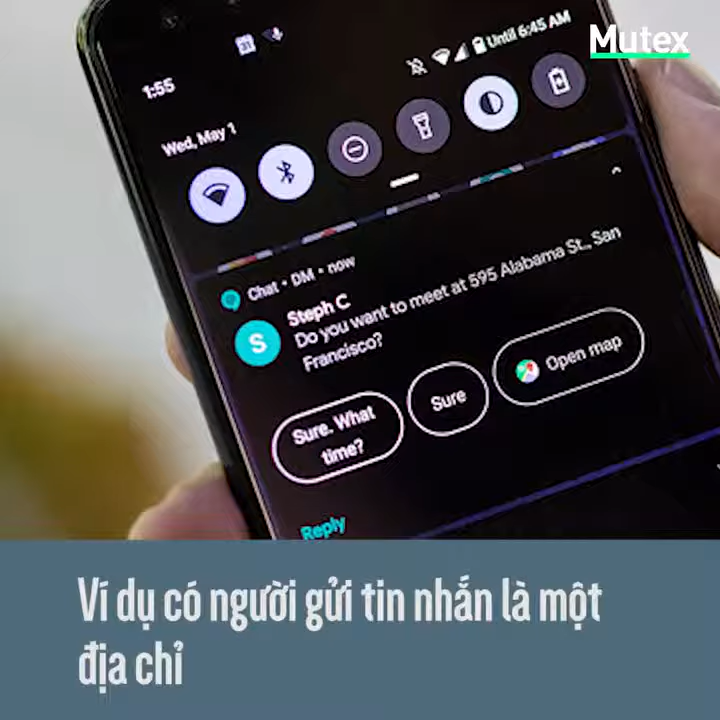 Mutex
31
Until 6:45 AM
1:55
Wed, May 1
Chat • DM • now
S
Steph C
Do you want to meet at 595 Alabama St., San
Francisco?
Sure. What
time?
Sure
Open map
Reply
Ví dụ có người gửi tin nhắn là một
địa chỉ